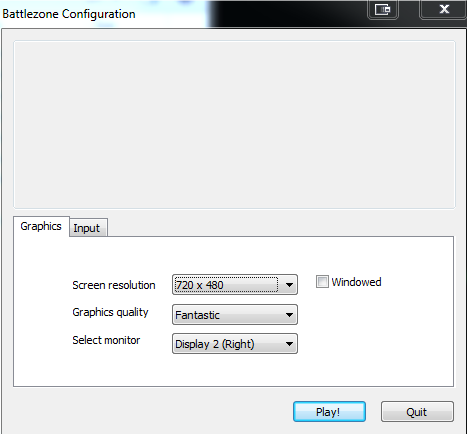 Battlezone Configuration
Graphics
Input
Screen resolution
720 x 480
Windowed
Graphics quality
Fantastic
Select monitor
Display 2 (Right)
Play!
Quit